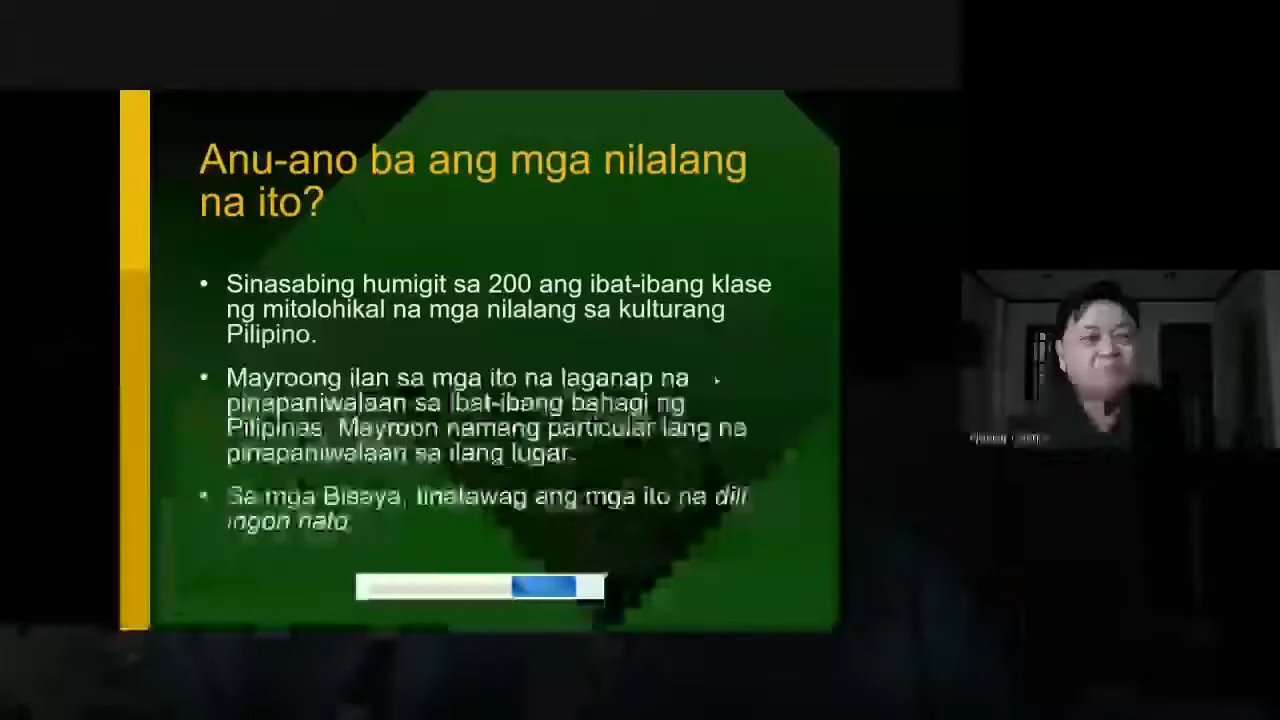 Anu-ano ba ang mga nilalang
na ito?
• Sinasabing humigit sa 200 ang ibat-ibang klase
ng mitolohikal na mga nilalang sa kulturang
Pilipino.
• Mayroong ilan sa mga ito na laganap na
pinapaniwalaan sa ibat-ibang bahagi ng
Pilipinas. Mayroon namang particular lang na
pinapaniwalaan sa ilang lugar.
• Sa mga Bisaya, tinatawag ang mga ito na dili
ingon nato.